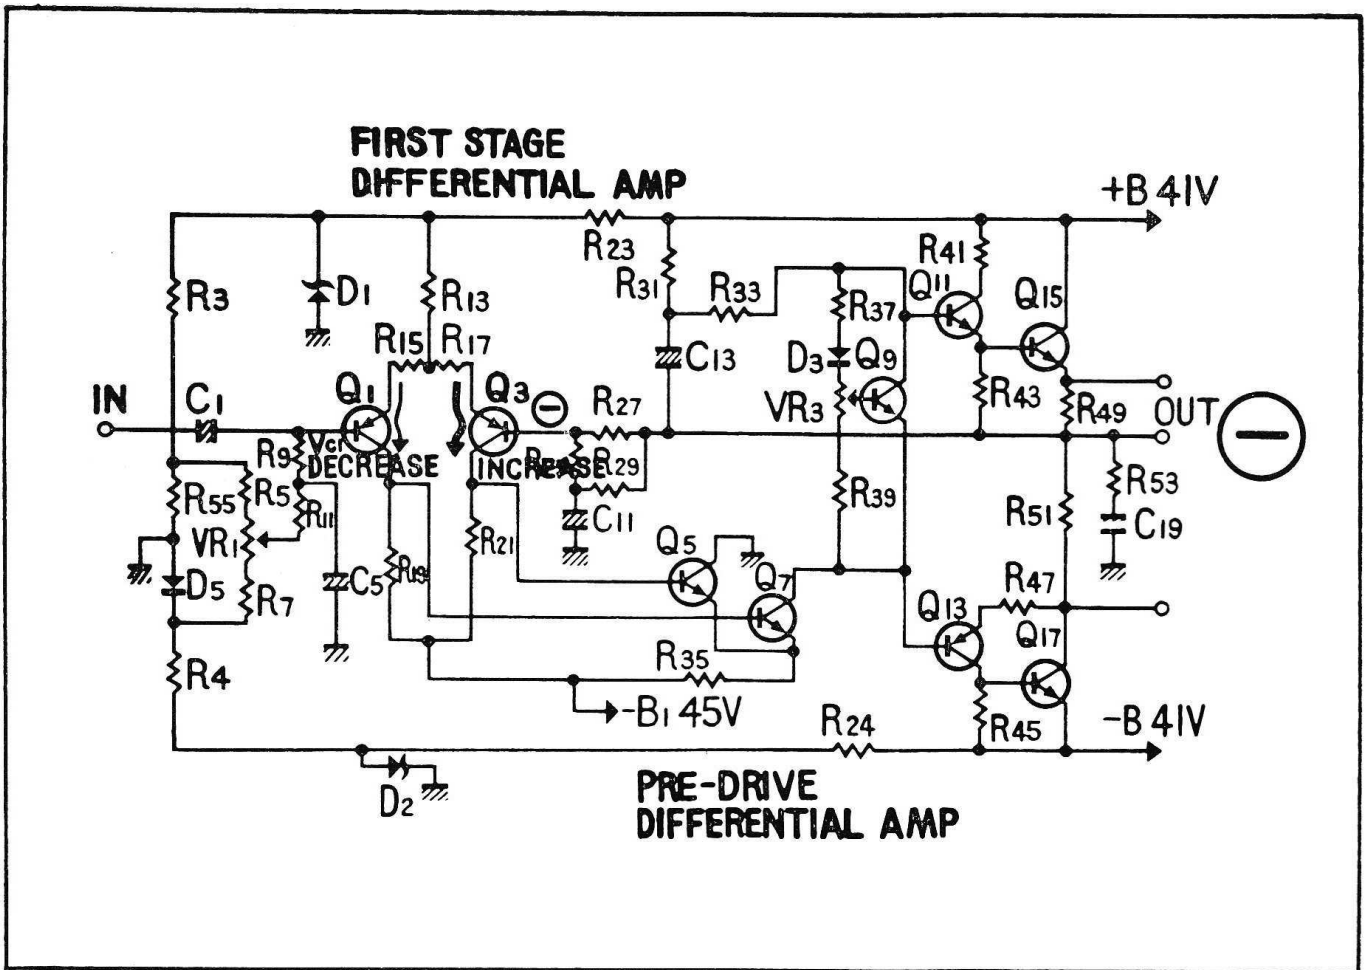 FIRST STAGE
DIFFERENTIAL AMP
+B 41V
R23
R41
R31
Q11
Q15
R3
D1
R13
R33
R37
R15
R17
C13
D3
Q9
IN
C1
Q1
Q3
R27
VR3
R43
R49
OUT
R9
DECREASE
INCREASE
R29
R55
R5
R11
R39
R53
VR1
R21
C11
R51
C19
Q5
D5
R7
C5
R19
Q7
R47
Q13
Q17
R4
R35
-B1 45V
R24
R45
-B 41V
D2
PRE-DRIVE
DIFFERENTIAL AMP